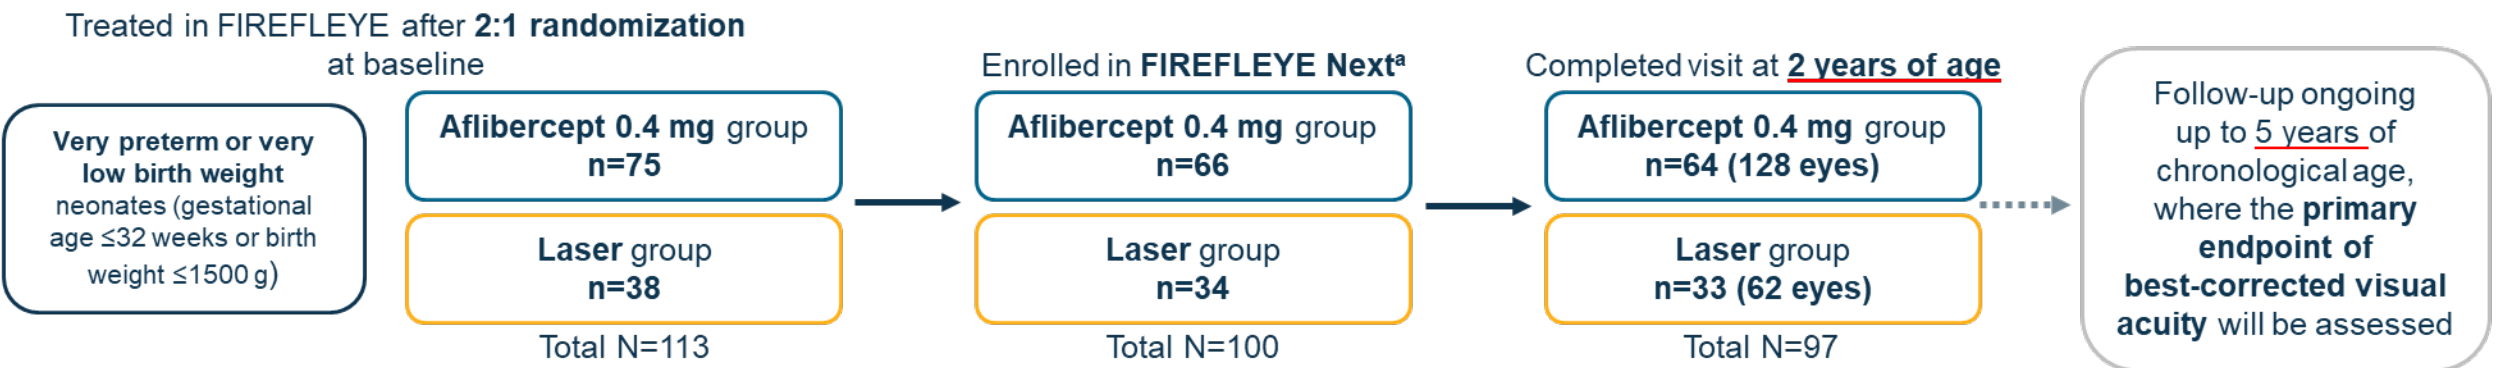 Treated in FIREFLEYE after 2:1 randomization
at baseline
Very preterm or very
low birth weight
neonates (gestational
age ≤32 weeks or birth
weight ≤1500 g)
Aflibercept 0.4 mg group
n=75
Laser group
n=38
Total N=113
Enrolled in FIREFLEYE Nextᵃ
Aflibercept 0.4 mg group
n=66
Laser group
n=34
Total N=100
Completed visit at 2 years of age
Aflibercept 0.4 mg group
n=64 (128 eyes)
Laser group
n=33 (62 eyes)
Total N=97
Follow-up ongoing
up to 5 years of
chronological age,
where the primary
endpoint of
best-corrected visual
acuity will be assessed